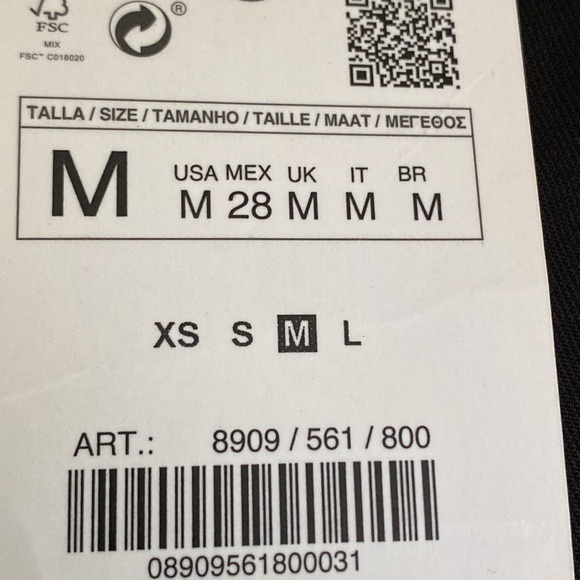 FSC
MIX
FSC™ C018020
®
TALLA / SIZE / TAMANHO / TAILLE / MAAT / ΜΕΓΕΘΟΣ
USA MEX UK IT BR
M M 28 M M M
XS S M L
ART.: 8909 / 561 / 800
08909561800031